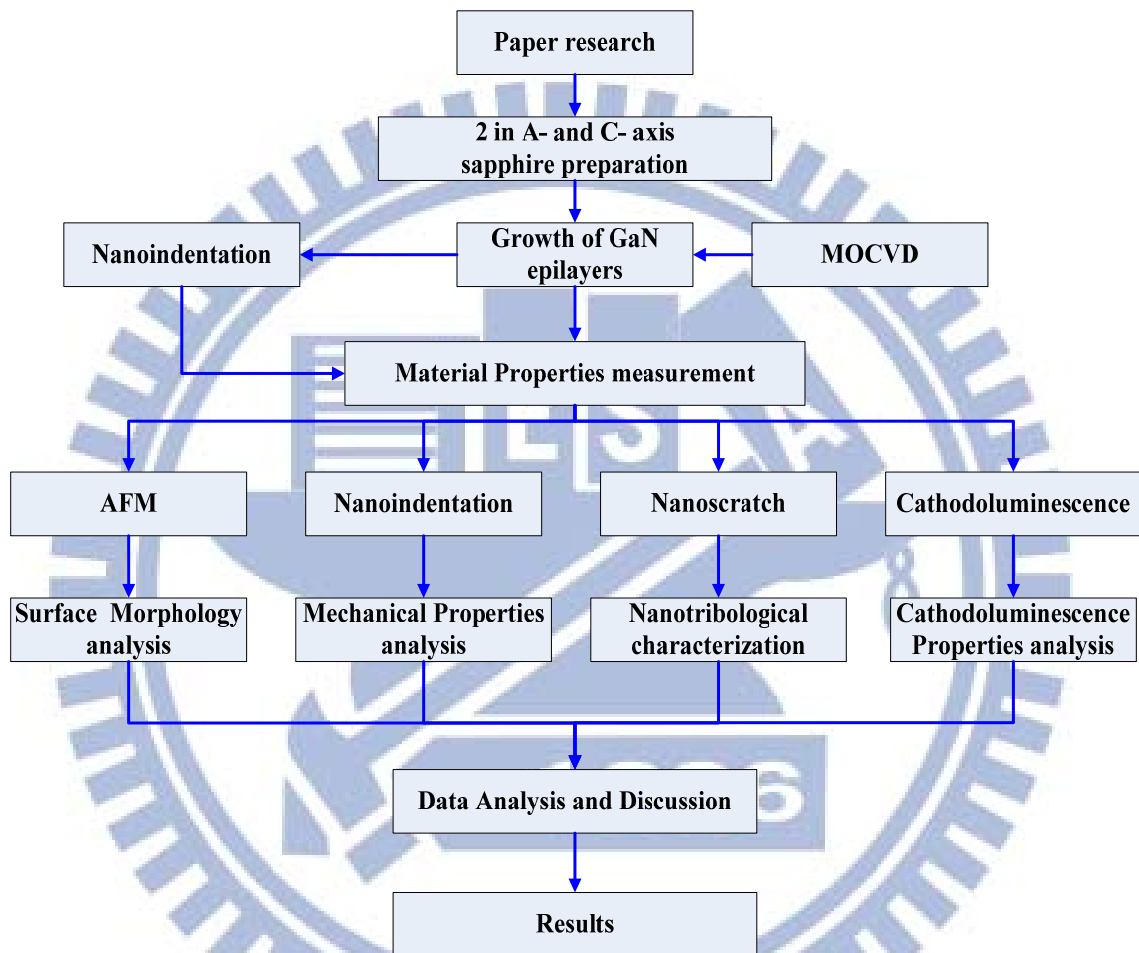 Paper research
2 in A- and C- axis
sapphire preparation
Nanoindentation
Growth of GaN
epilayers
MOCVD
Material Properties measurement
AFM
Nanoindentation
Nanoscratch
Cathodoluminescence
Surface Morphology
analysis
Mechanical Properties
analysis
Nanotribological
characterization
Cathodoluminescence
Properties analysis
Data Analysis and Discussion
Results